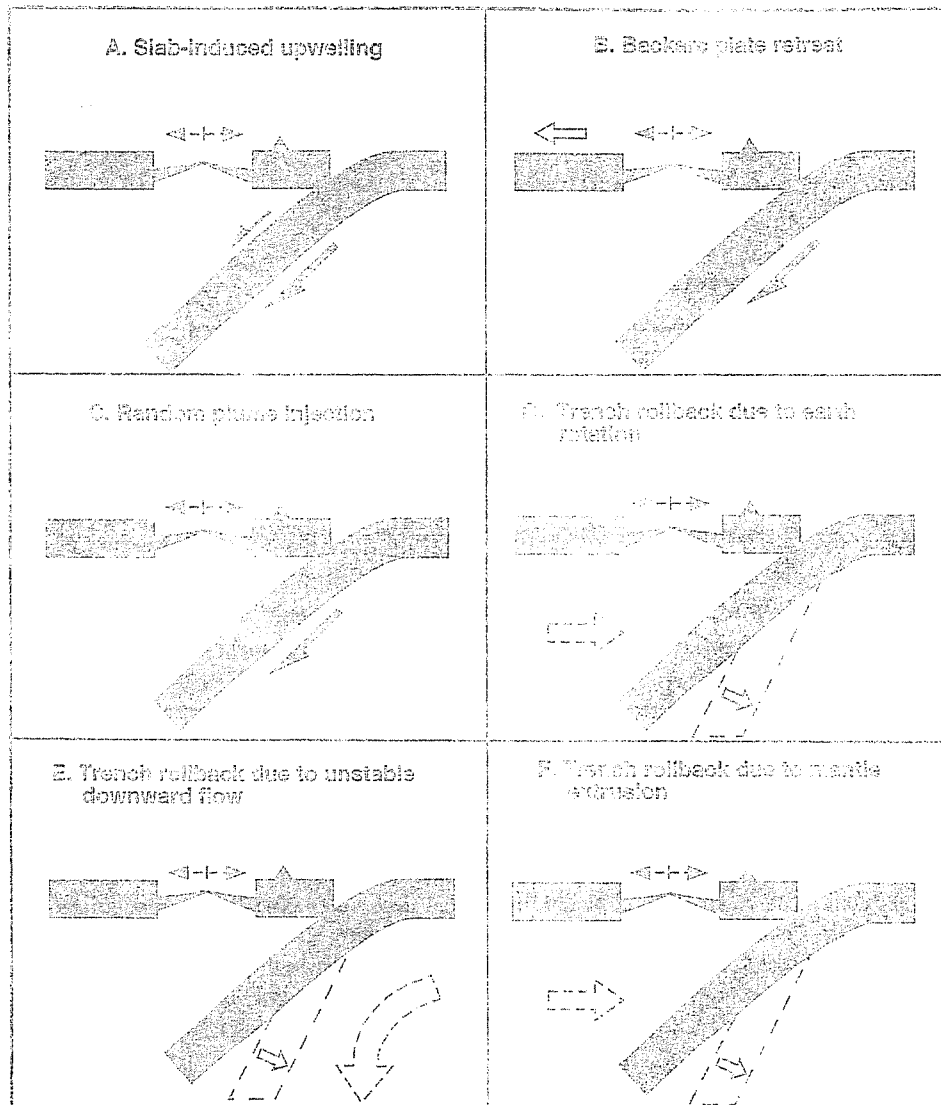 A. Slab-induced upwelling
B. Backarc plate retreat
C. Random plume injection
D. Trench rollback due to earth
rotation
E. Trench rollback due to unstable
downward flow
F. Trench rollback due to mantle
extrusion